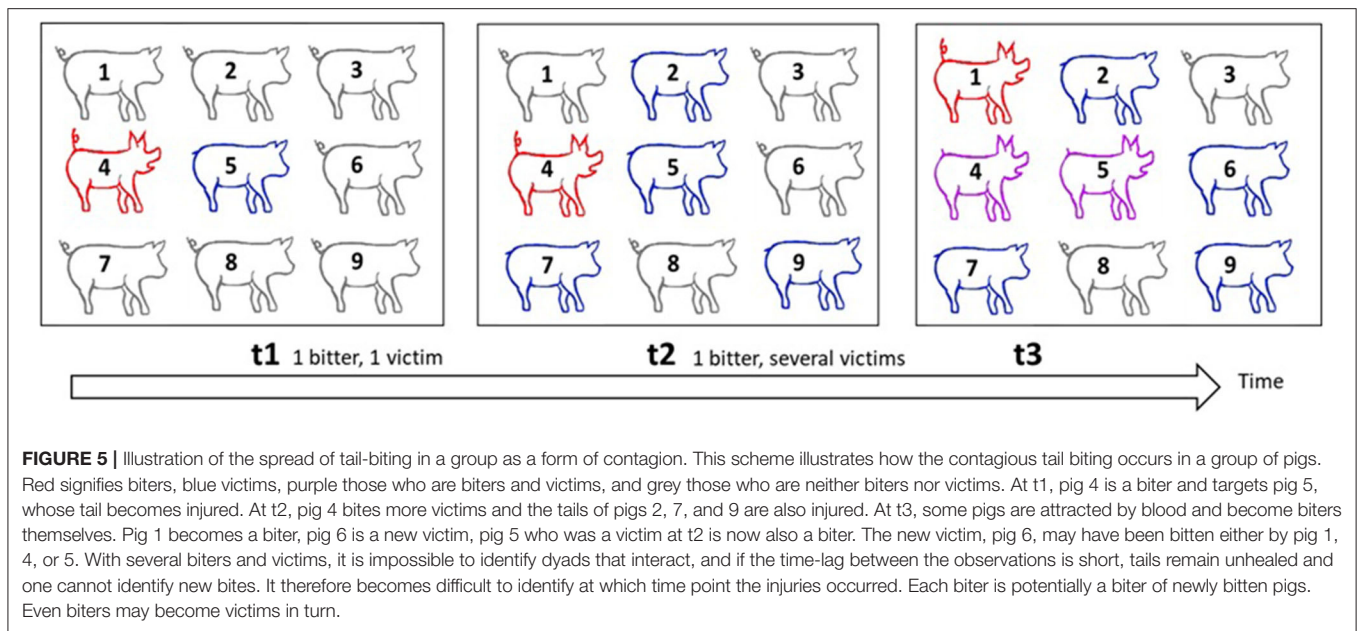 1 2 3
4 5 6
7 8 9
1 2 3
4 5 6
7 8 9
1 2 3
4 5 6
7 8 9
t1 1 bitter, 1 victim
t2 1 bitter, several victims
t3
Time
FIGURE 5 | Illustration of the spread of tail-biting in a group as a form of contagion. This scheme illustrates how the contagious tail biting occurs in a group of pigs.
Red signifies biters, blue victims, purple those who are biters and victims, and grey those who are neither biters nor victims. At t1, pig 4 is a biter and targets pig 5,
whose tail becomes injured. At t2, pig 4 bites more victims and the tails of pigs 2, 7, and 9 are also injured. At t3, some pigs are attracted by blood and become biters
themselves. Pig 1 becomes a biter, pig 6 is a new victim, pig 5 who was a victim at t2 is now also a biter. The new victim, pig 6, may have been bitten either by pig 1,
4, or 5. With several biters and victims, it is impossible to identify dyads that interact, and if the time-lag between the observations is short, tails remain unhealed and
one cannot identify new bites. It therefore becomes difficult to identify at which time point the injuries occurred. Each biter is potentially a biter of newly bitten pigs.
Even biters may become victims in turn.